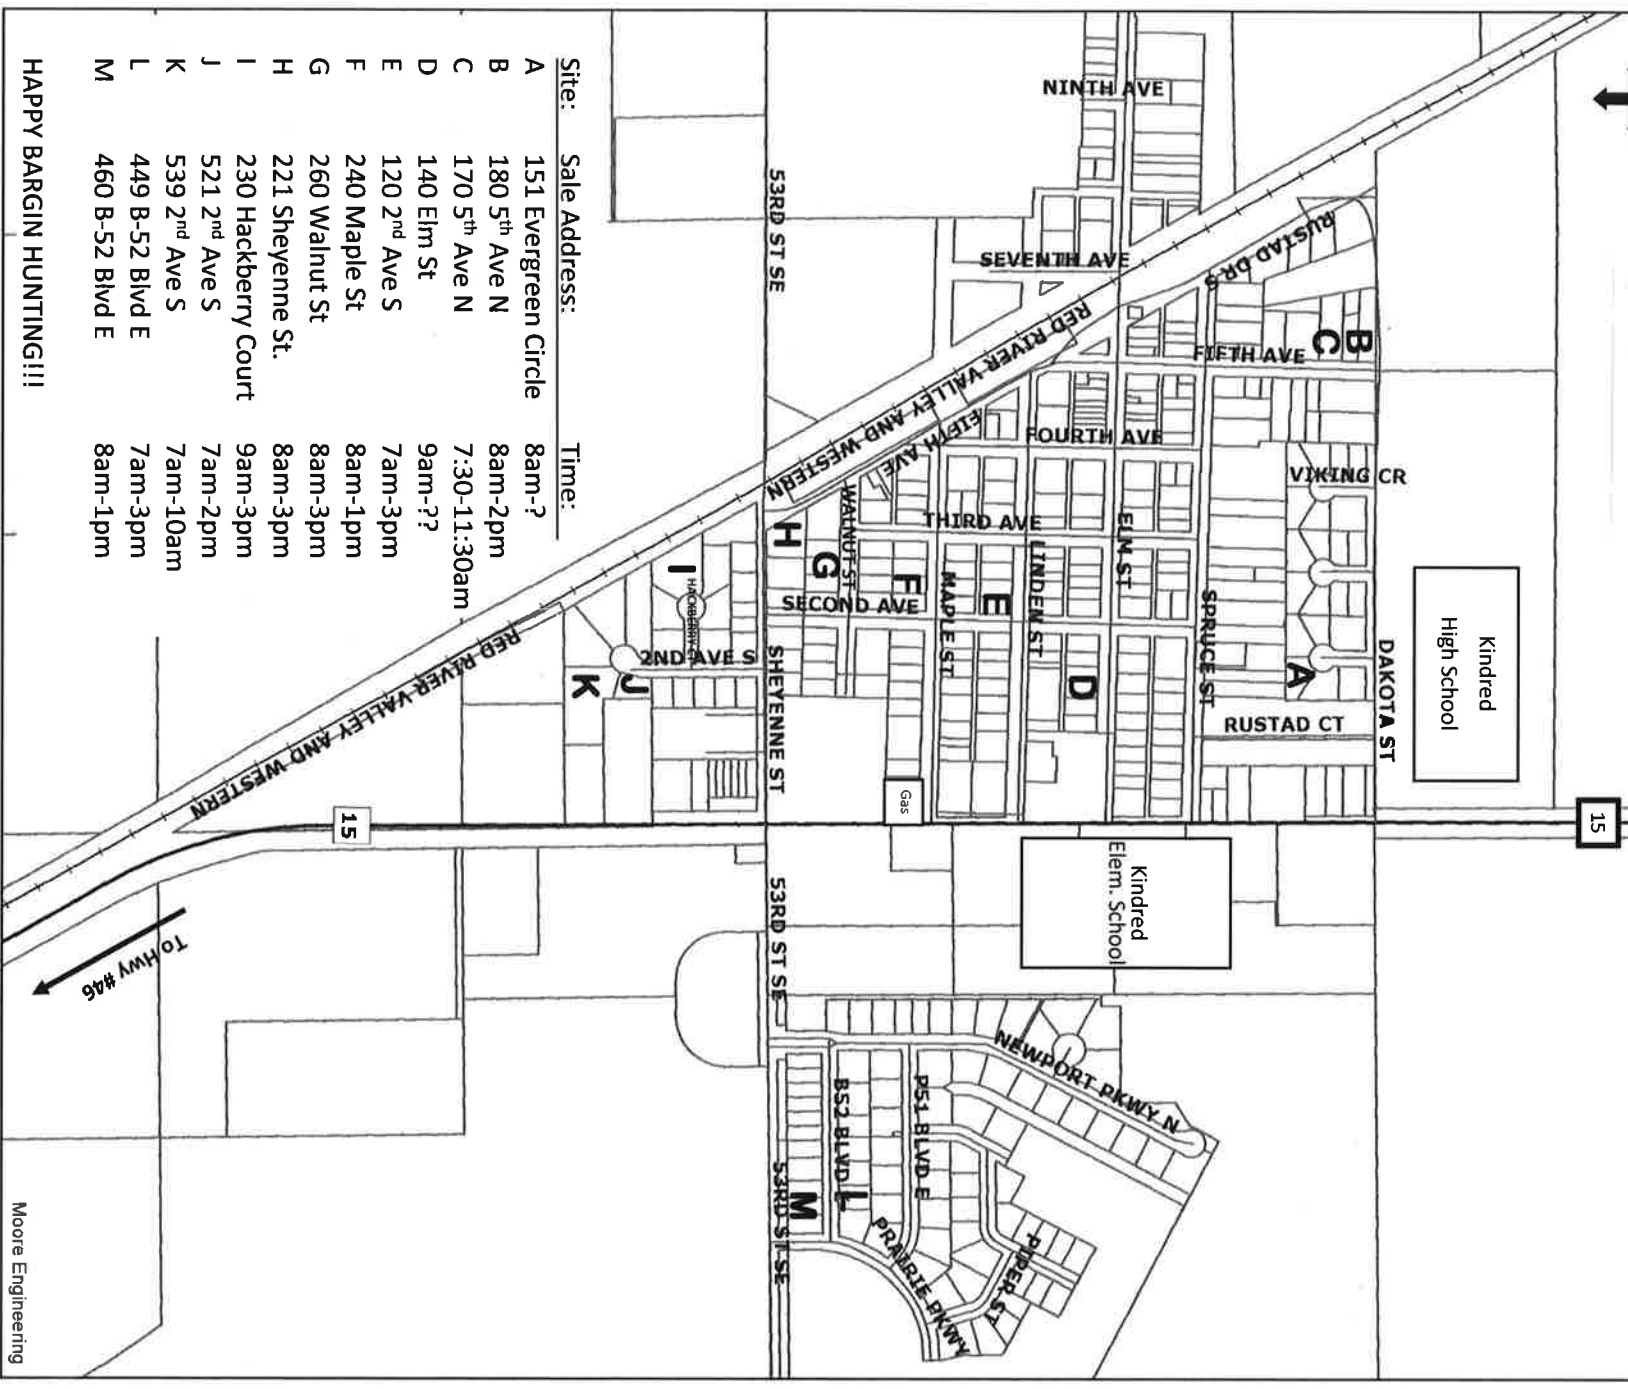 NINTH AVE
SEVENTH AVE
RUSTAD DR S
RED RIVER VALLEY AND WESTERN
FIFTH AVE
FIFTH AVE
FOURTH AVE
VIKING CR
THIRD AVE
SECOND AVE
2ND AVE S
RUSTAD CT
WALNUT ST
MAPLE ST
LINDEN ST
ELM ST
SPRUCE ST
DAKOTA ST
SHEYENNE ST
HACKBERRY CT
53RD ST SE
53RD ST SE
53RD ST SE
RED RIVER VALLEY AND WESTERN
NEWPORT PKWY N
P51 BLVD E
B52 BLVD E
PRAIRIE PKWY
PIPER ST
B
C
A
D
E
F
G
H
I
J
K
L
M
Kindred
High School
Kindred
Elem. School
Gas
15
15
To Hwy #46
Site: Sale Address: Time:
A 151 Evergreen Circle 8am-?
B 180 5th Ave N 8am-2pm
C 170 5th Ave N 7:30-11:30am
D 140 Elm St 9am-??
E 120 2nd Ave S 7am-3pm
F 240 Maple St 8am-1pm
G 260 Walnut St 8am-3pm
H 221 Sheyenne St. 8am-3pm
I 230 Hackberry Court 9am-3pm
J 521 2nd Ave S 7am-2pm
K 539 2nd Ave S 7am-10am
L 449 B-52 Blvd E 7am-3pm
M 460 B-52 Blvd E 8am-1pm
HAPPY BARGIN HUNTING!!!
Moore Engineering